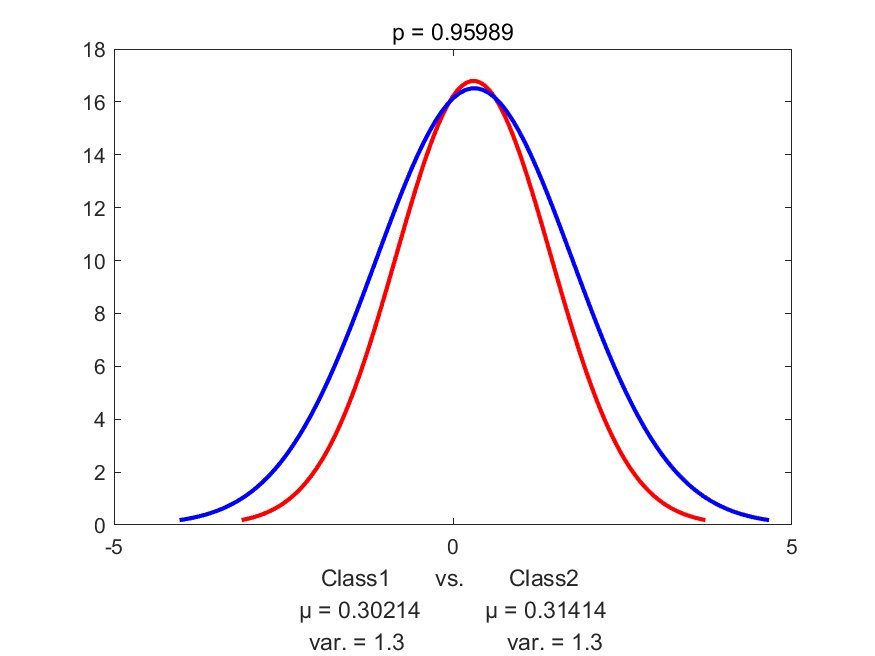 p = 0.95989
18
16
14
12
10
8
6
4
2
0
-5 0 5
Class1 vs. Class2
μ = 0.30214 μ = 0.31414
var. = 1.3 var. = 1.3